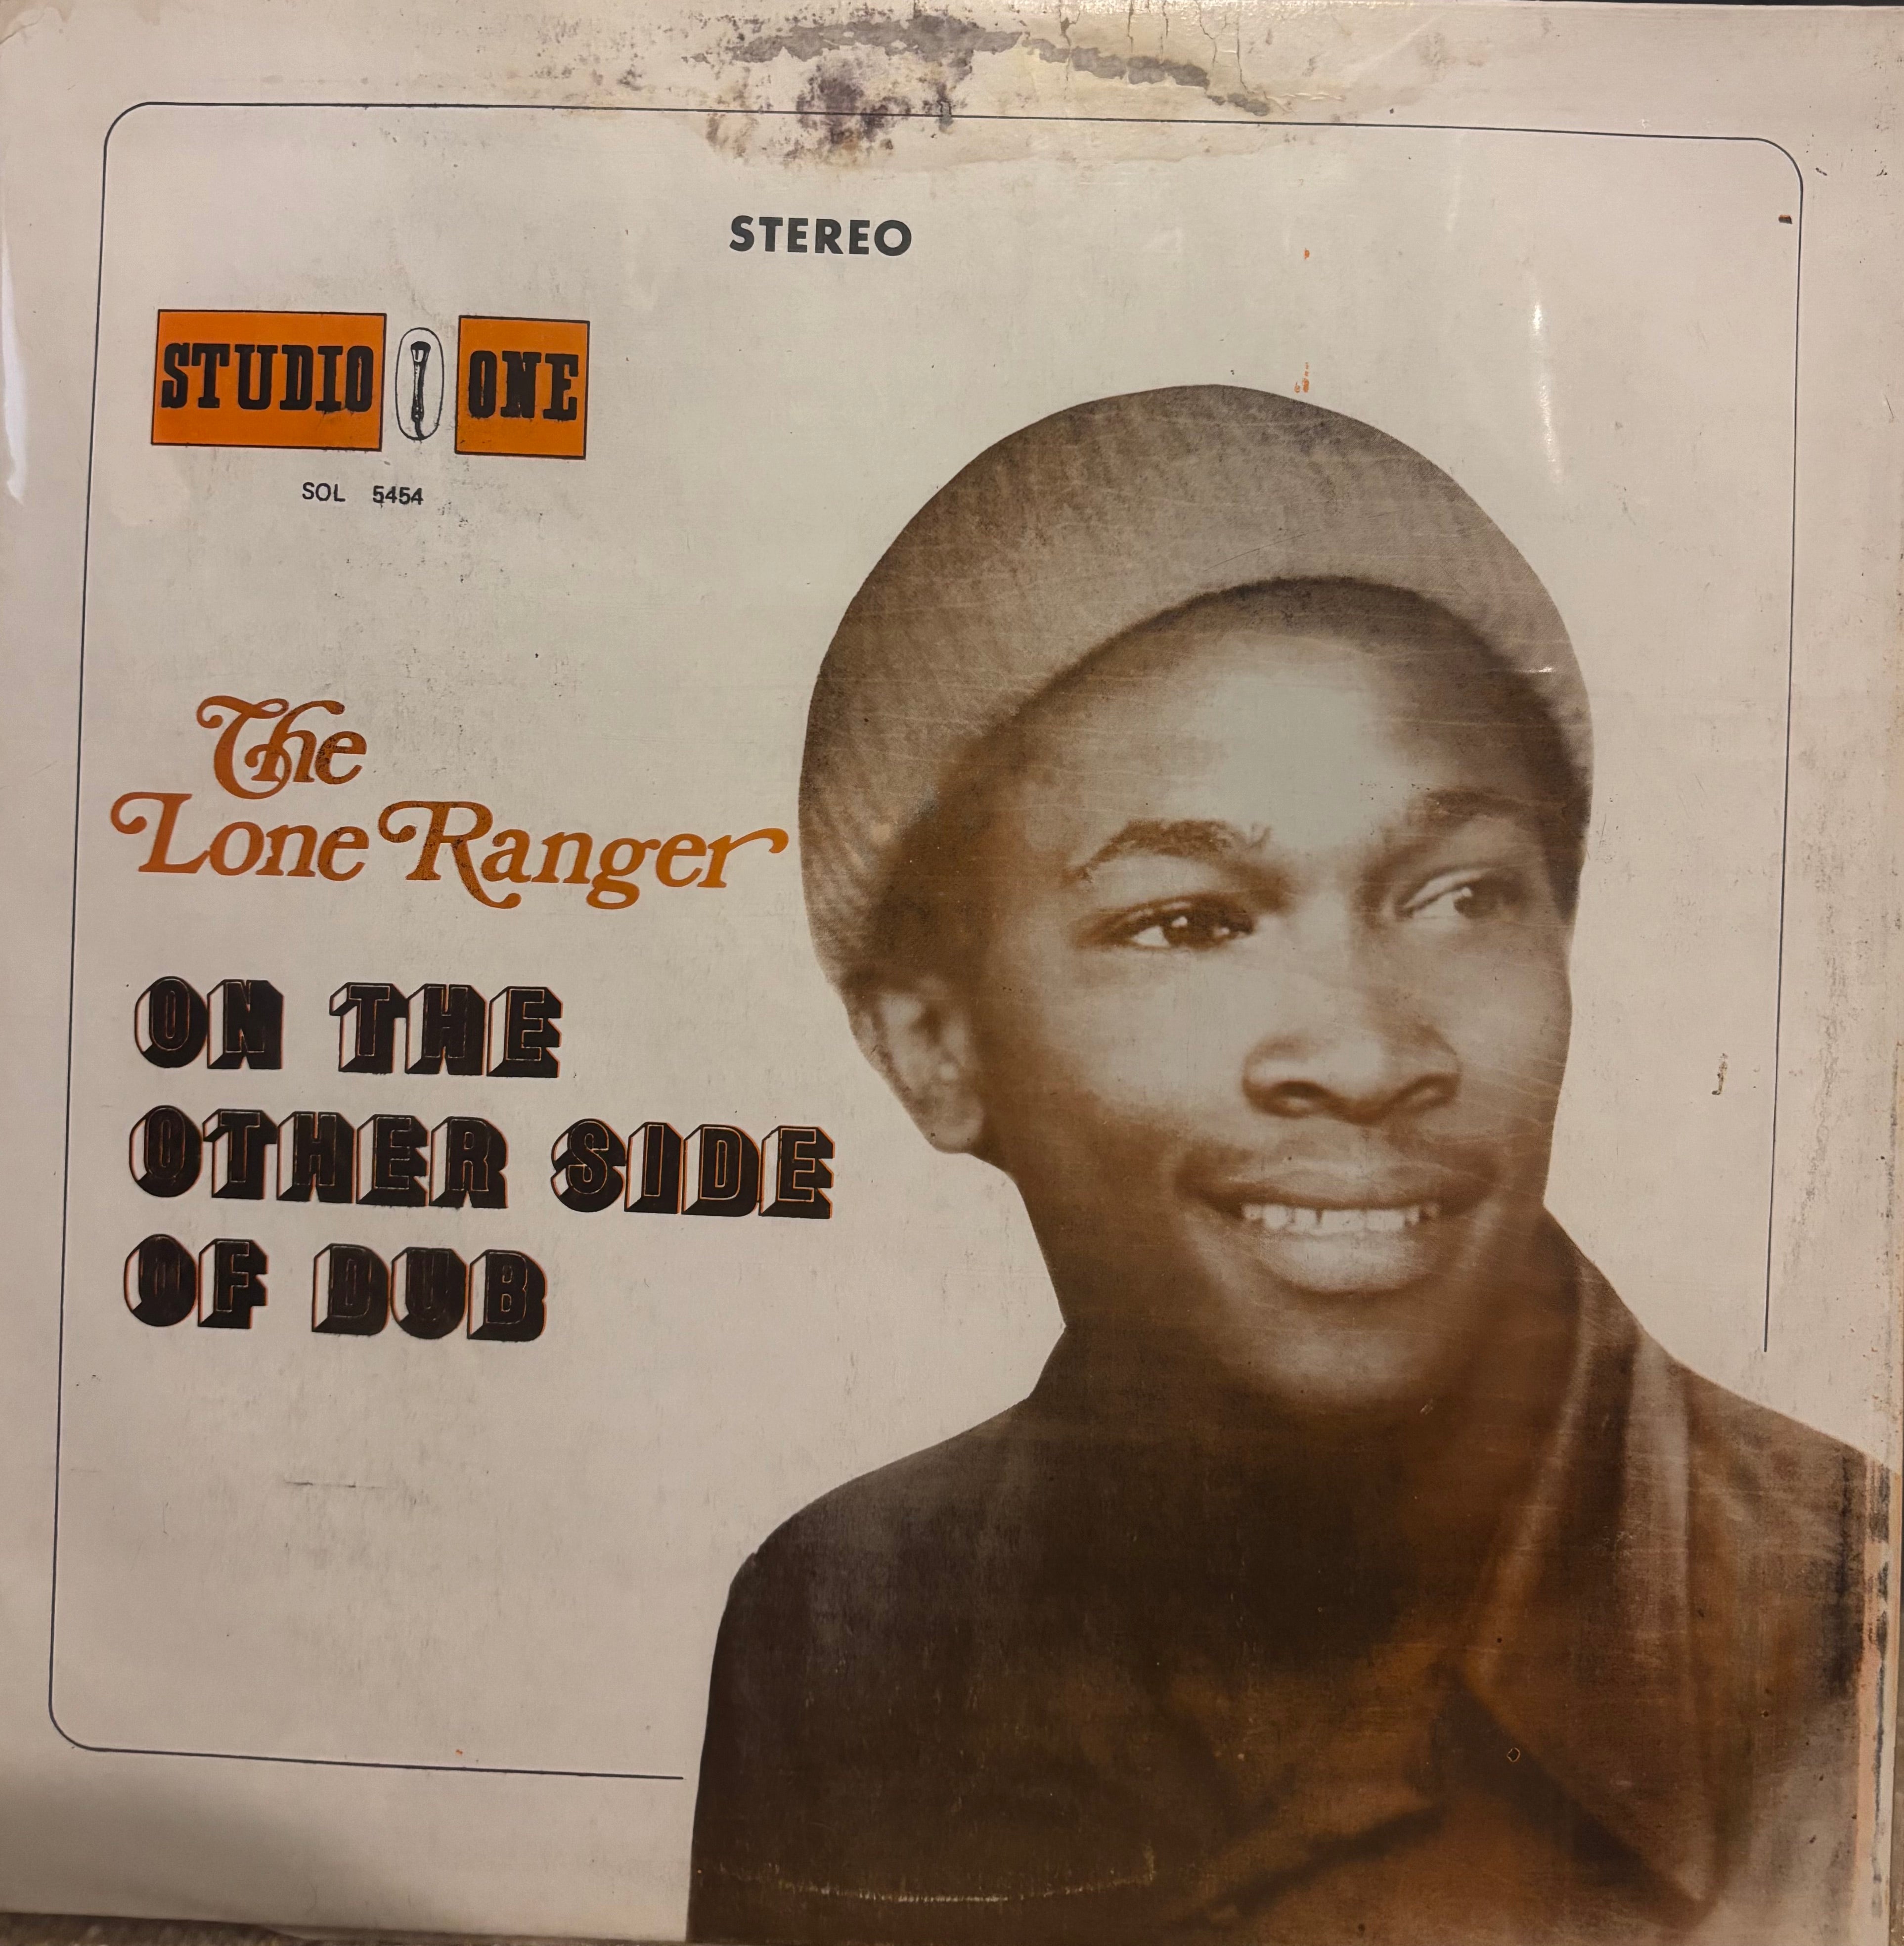 STEREO
STUDIO ONE
SOL 5454
The
Lone Ranger
ON THE
OTHER SIDE
OF DUB